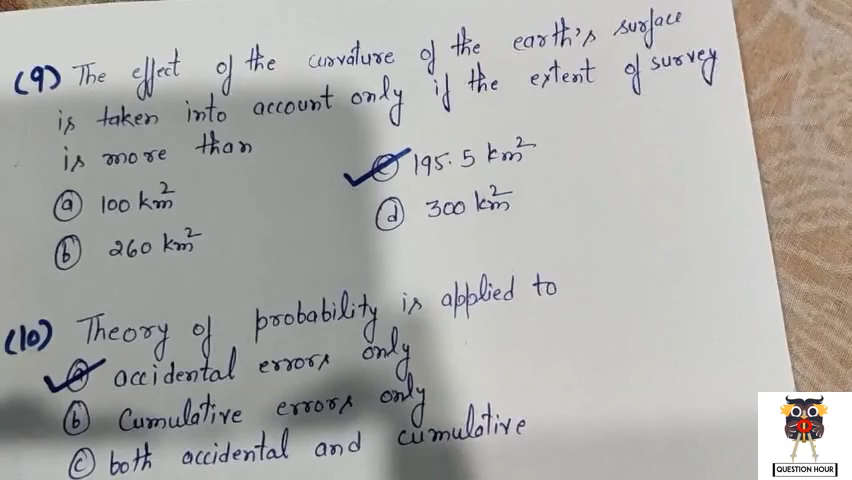 (9) The effect of the curvature of the earth's surface
is taken into account only if the extent of survey
is more than
(a) 100 km²
(b) 260 km²
(c) 195.5 km²
(d) 300 km²
(10) Theory of probability is applied to
(a) accidental errors only
(b) Cumulative errors only
(c) both accidental and cumulative
QUESTION HOUR